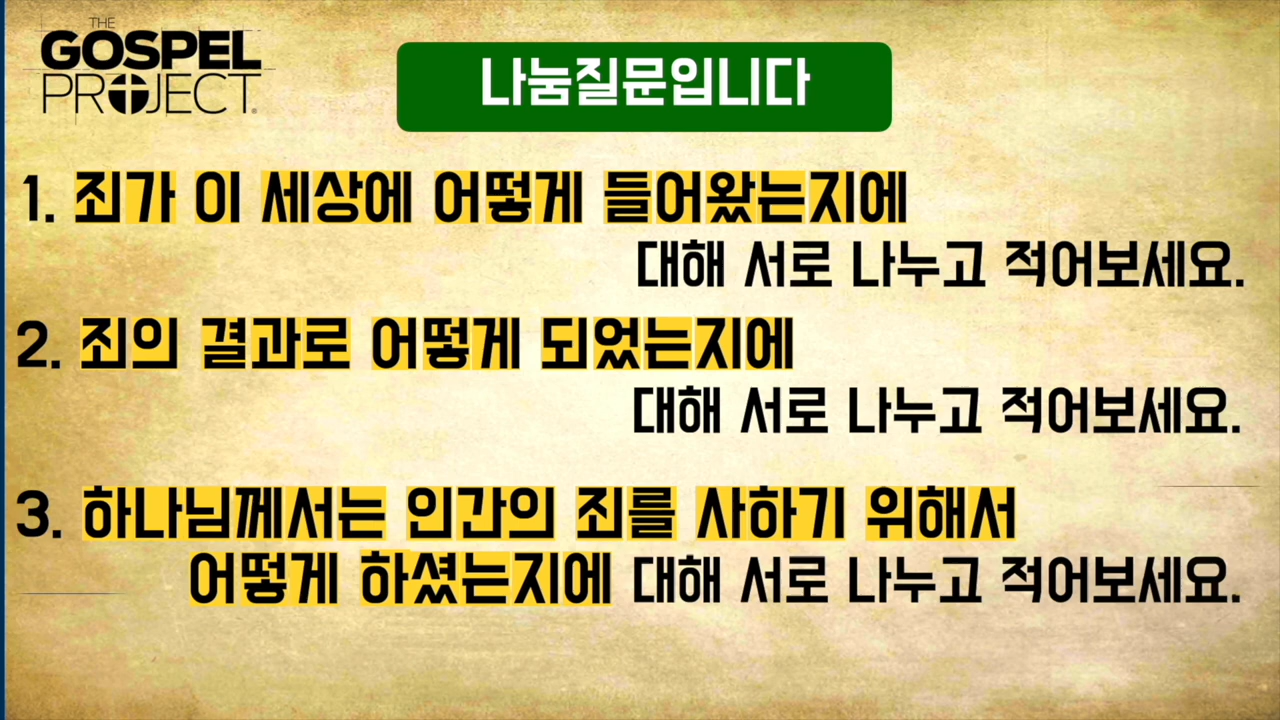 THE
GOSPEL
PROJECT.
나눔질문입니다
1. 죄가 이 세상에 어떻게 들어왔는지에
대해 서로 나누고 적어보세요.
2. 죄의 결과로 어떻게 되었는지에
대해 서로 나누고 적어보세요.
3. 하나님께서는 인간의 죄를 사하기 위해서
어떻게 하셨는지에 대해 서로 나누고 적어보세요.